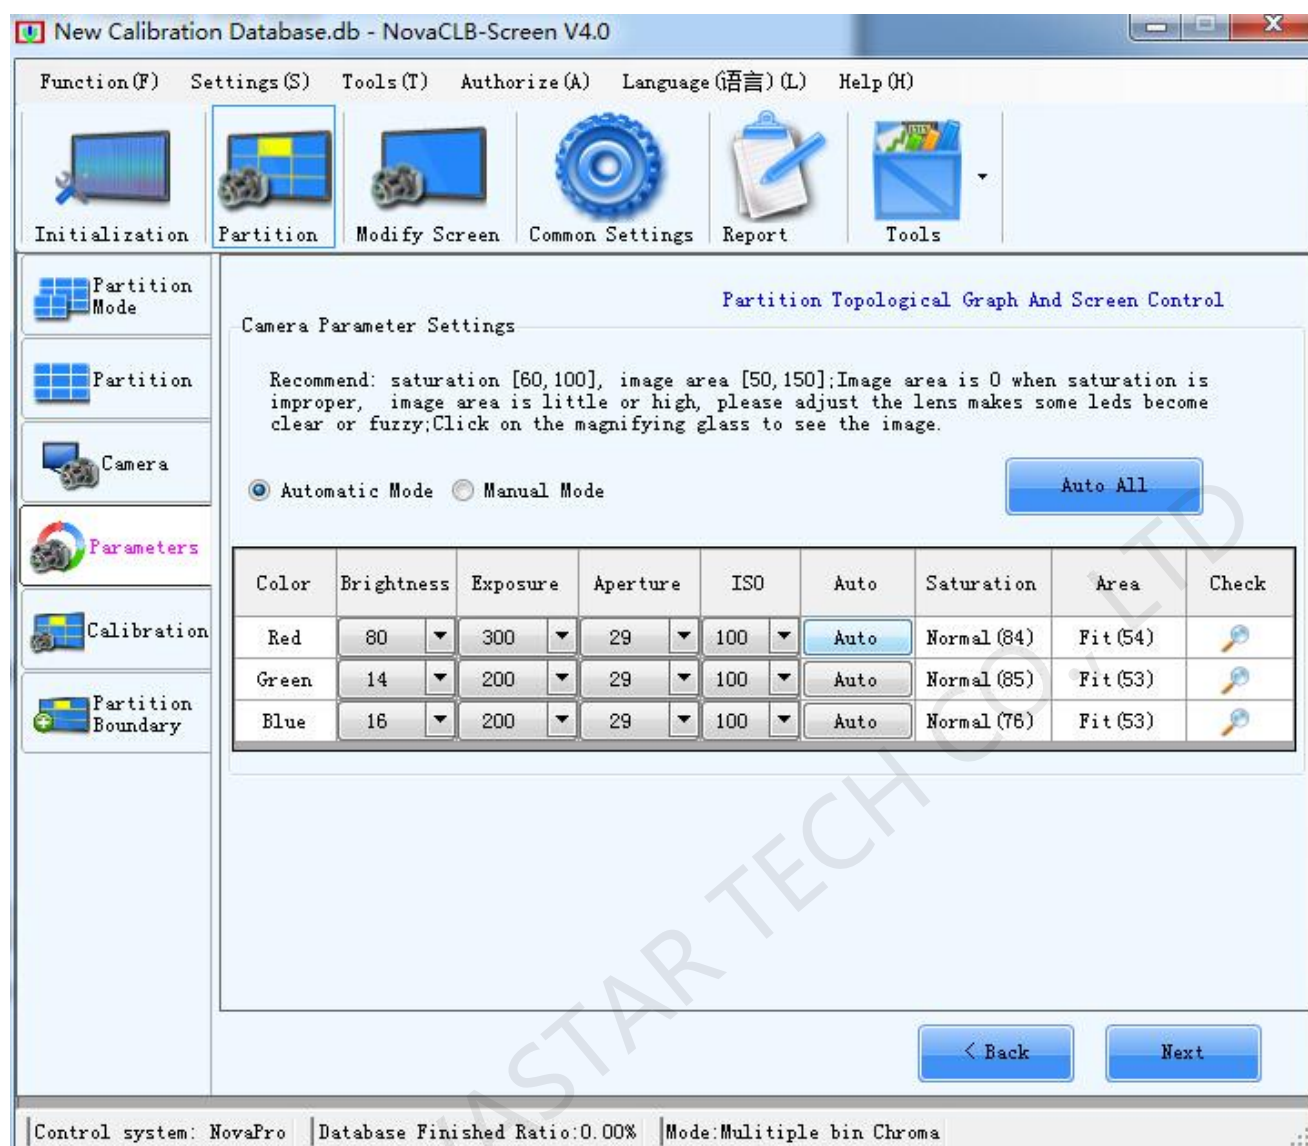 New Calibration Database.db - NovaCLB-Screen V4.0
Function(F) Settings(S) Tools(T) Authorize(A) Language(语言)(L) Help(H)
Initialization Partition Modify Screen Common Settings Report Tools
Partition Mode
Partition
Camera
Parameters
Calibration
Partition Boundary
Partition Topological Graph And Screen Control
Camera Parameter Settings
Recommend: saturation [60,100], image area [50,150];Image area is 0 when saturation is
improper, image area is little or high, please adjust the lens makes some leds become
clear or fuzzy;Click on the magnifying glass to see the image.
Automatic Mode Manual Mode Auto All
Color Brightness Exposure Aperture ISO Auto Saturation Area Check
Red 80 300 29 100 Auto Normal(84) Fit(54)
Green 14 200 29 100 Auto Normal(85) Fit(53)
Blue 16 200 29 100 Auto Normal(76) Fit(53)
< Back Next
Control system: NovaPro Database Finished Ratio:0.00% Mode:Mulitiple bin Chroma
ASTAR TECH CO., LTD